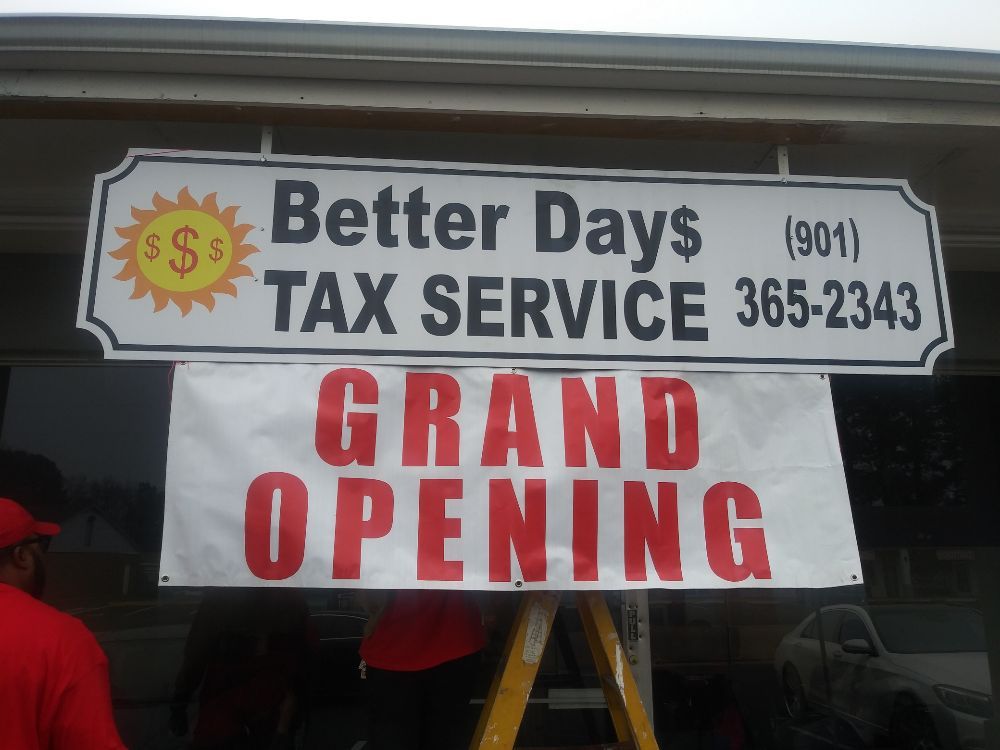 $ $ $
Better Day$
TAX SERVICE
(901)
365-2343
GRAND
OPENING